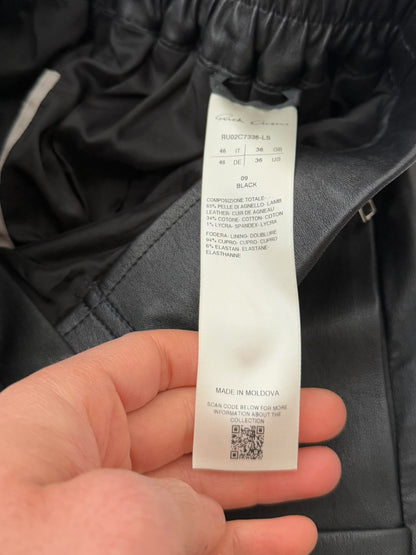 Rick Owens
RU02C7336-LS
46 IT 36 GB
46 DE 36 US
09
BLACK
COMPOSIZIONE TOTALE-
65% PELLE DI AGNELLO- LAMB
LEATHER- CUIR DE AGNEAU
34% COTONE- COTTON- COTON
1% LYCRA- SPANDEX- LYCRA
FODERA- LINING- DOUBLURE
94% CUPRO- CUPRO- CUPRO
6% ELASTAN- ELASTANE
ELASTHANNE
MADE IN MOLDOVA
SCAN CODE BELOW FOR MORE
INFORMATION ABOUT THE
COLLECTION